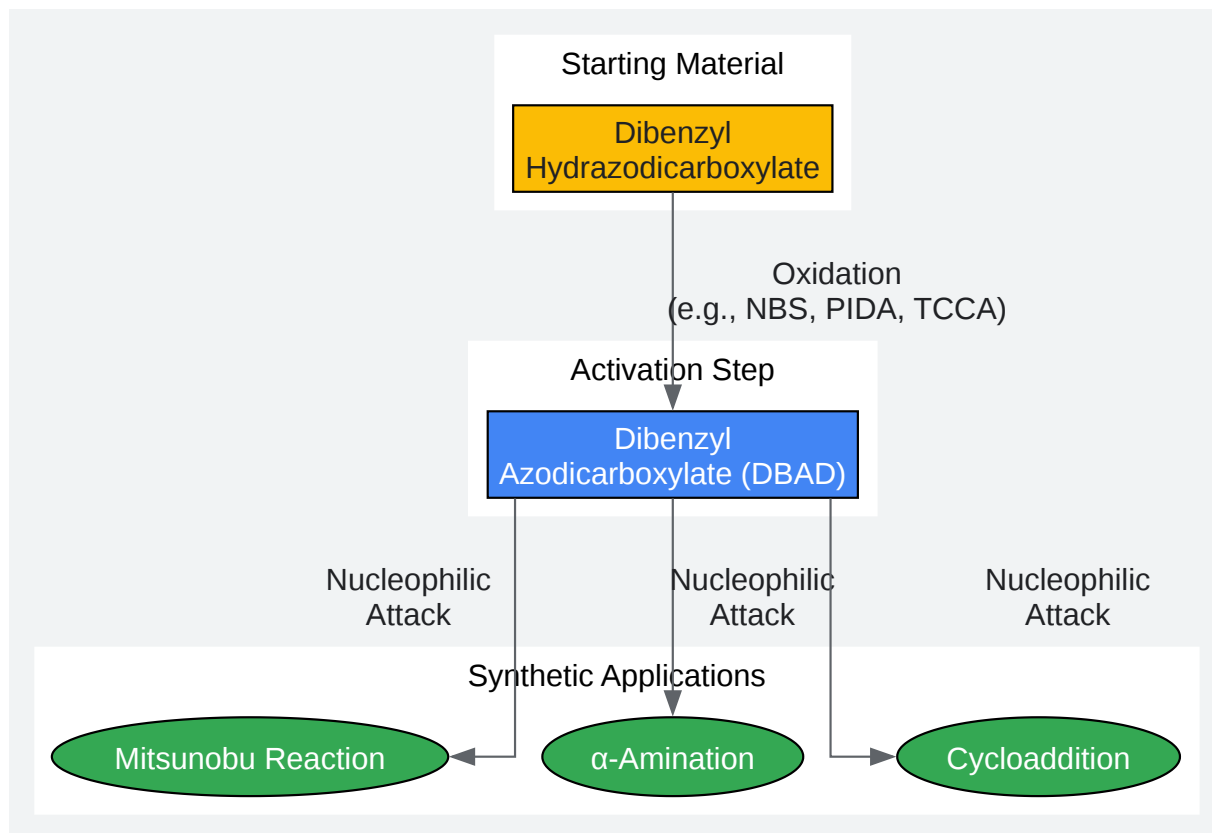 Starting Material
Dibenzyl
Hydrazodicarboxylate
Oxidation
(e.g., NBS, PIDA, TCCA)
Activation Step
Dibenzyl
Azodicarboxylate (DBAD)
Nucleophilic
Attack
Nucleophilic
Attack
Nucleophilic
Attack
Synthetic Applications
Mitsunobu Reaction
α-Amination
Cycloaddition